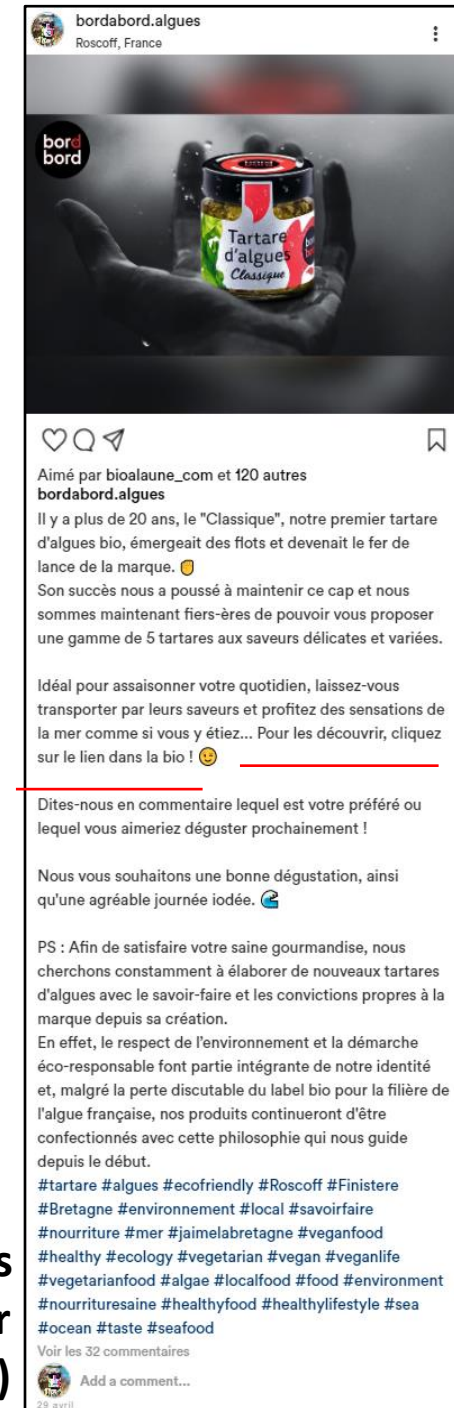 bordabord.algues
Roscoff, France
bord
bord
Tartare
d'algues
Classique
Aimé par bioalaune_com et 120 autres
bordabord.algues
Il y a plus de 20 ans, le "Classique", notre premier tartare
d'algues bio, émergeait des flots et devenait le fer de
lance de la marque. ✊
Son succès nous a poussé à maintenir ce cap et nous
sommes maintenant fiers-ères de pouvoir vous proposer
une gamme de 5 tartares aux saveurs délicates et variées.
Idéal pour assaisonner votre quotidien, laissez-vous
transporter par leurs saveurs et profitez des sensations de
la mer comme si vous y étiez... Pour les découvrir, cliquez
sur le lien dans la bio ! 😉
Dites-nous en commentaire lequel est votre préféré ou
lequel vous aimeriez déguster prochainement !
Nous vous souhaitons une bonne dégustation, ainsi
qu'une agréable journée iodée. 🌊
PS : Afin de satisfaire votre saine gourmandise, nous
cherchons constamment à élaborer de nouveaux tartares
d'algues avec le savoir-faire et les convictions propres à la
marque depuis sa création.
En effet, le respect de l'environnement et la démarche
éco-responsable font partie intégrante de notre identité
et, malgré la perte discutable du label bio pour la filière de
l'algue française, nos produits continueront d'être
confectionnés avec cette philosophie qui nous guide
depuis le début.
#tartare #algues #ecofriendly #Roscoff #Finistere
#Bretagne #environnement #local #savoirfaire
#nourriture #mer #jaimelabretagne #veganfood
#healthy #ecology #vegetarian #vegan #veganlife
#vegetarianfood #algae #localfood #food #environment
#nourrituresaine #healthyfood #healthylifestyle #sea
#ocean #taste #seafood
Voir les 32 commentaires
Add a comment...
29 avril
s
r
)